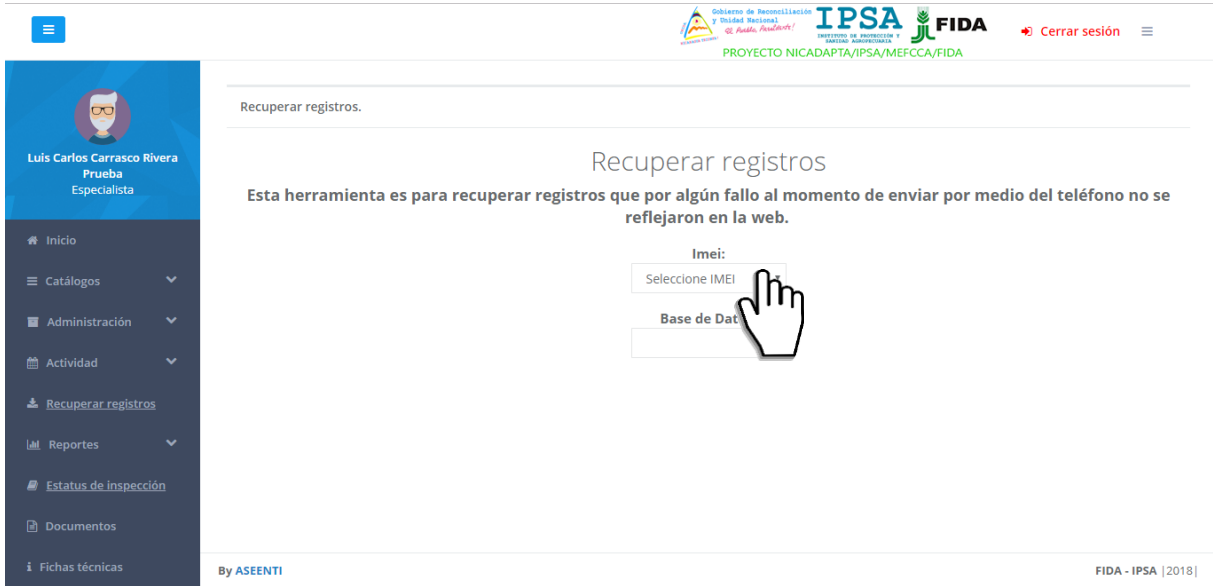 Gobierno de Reconciliación
y Unidad Nacional
El Pueblo, Presidente!
IPSA
INSTITUTO DE PROTECCIÓN Y
SANIDAD AGROPECUARIA
FIDA
PROYECTO NICADAPTA/IPSA/MEFCCA/FIDA
Cerrar sesión
Luis Carlos Carrasco Rivera
Prueba
Especialista
Inicio
Catálogos
Administración
Actividad
Recuperar registros
Reportes
Estatus de inspección
Documentos
Fichas técnicas
Recuperar registros.
Recuperar registros
Esta herramienta es para recuperar registros que por algún fallo al momento de enviar por medio del teléfono no se
reflejaron en la web.
Imei:
Seleccione IMEI
Base de Dat
By ASEENTI
FIDA - IPSA |2018|